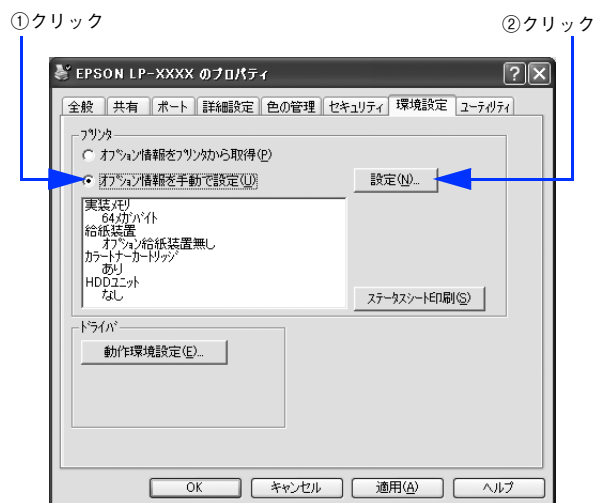 ①クリック
②クリック
EPSON LP-XXXX のプロパティ
全般 共有 ポート 詳細設定 色の管理 セキュリティ 環境設定 ユーティリティ
プリンタ
オプション情報をプリンタから取得(P)
オプション情報を手動で設定(U)
設定(N)...
実装メモリ
64メガバイト
給紙装置
オプション給紙装置無し
カラートナーカートリッジ
あり
HDDユニット
なし
ステータスシート印刷(S)
ドライバ
動作環境設定(E)...
OK キャンセル 適用(A) ヘルプ